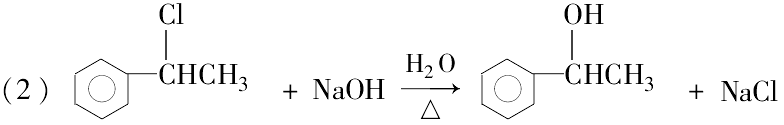 Cl OH
(2) CHCH₃ + NaOH H₂O △ CHCH₃ + NaCl